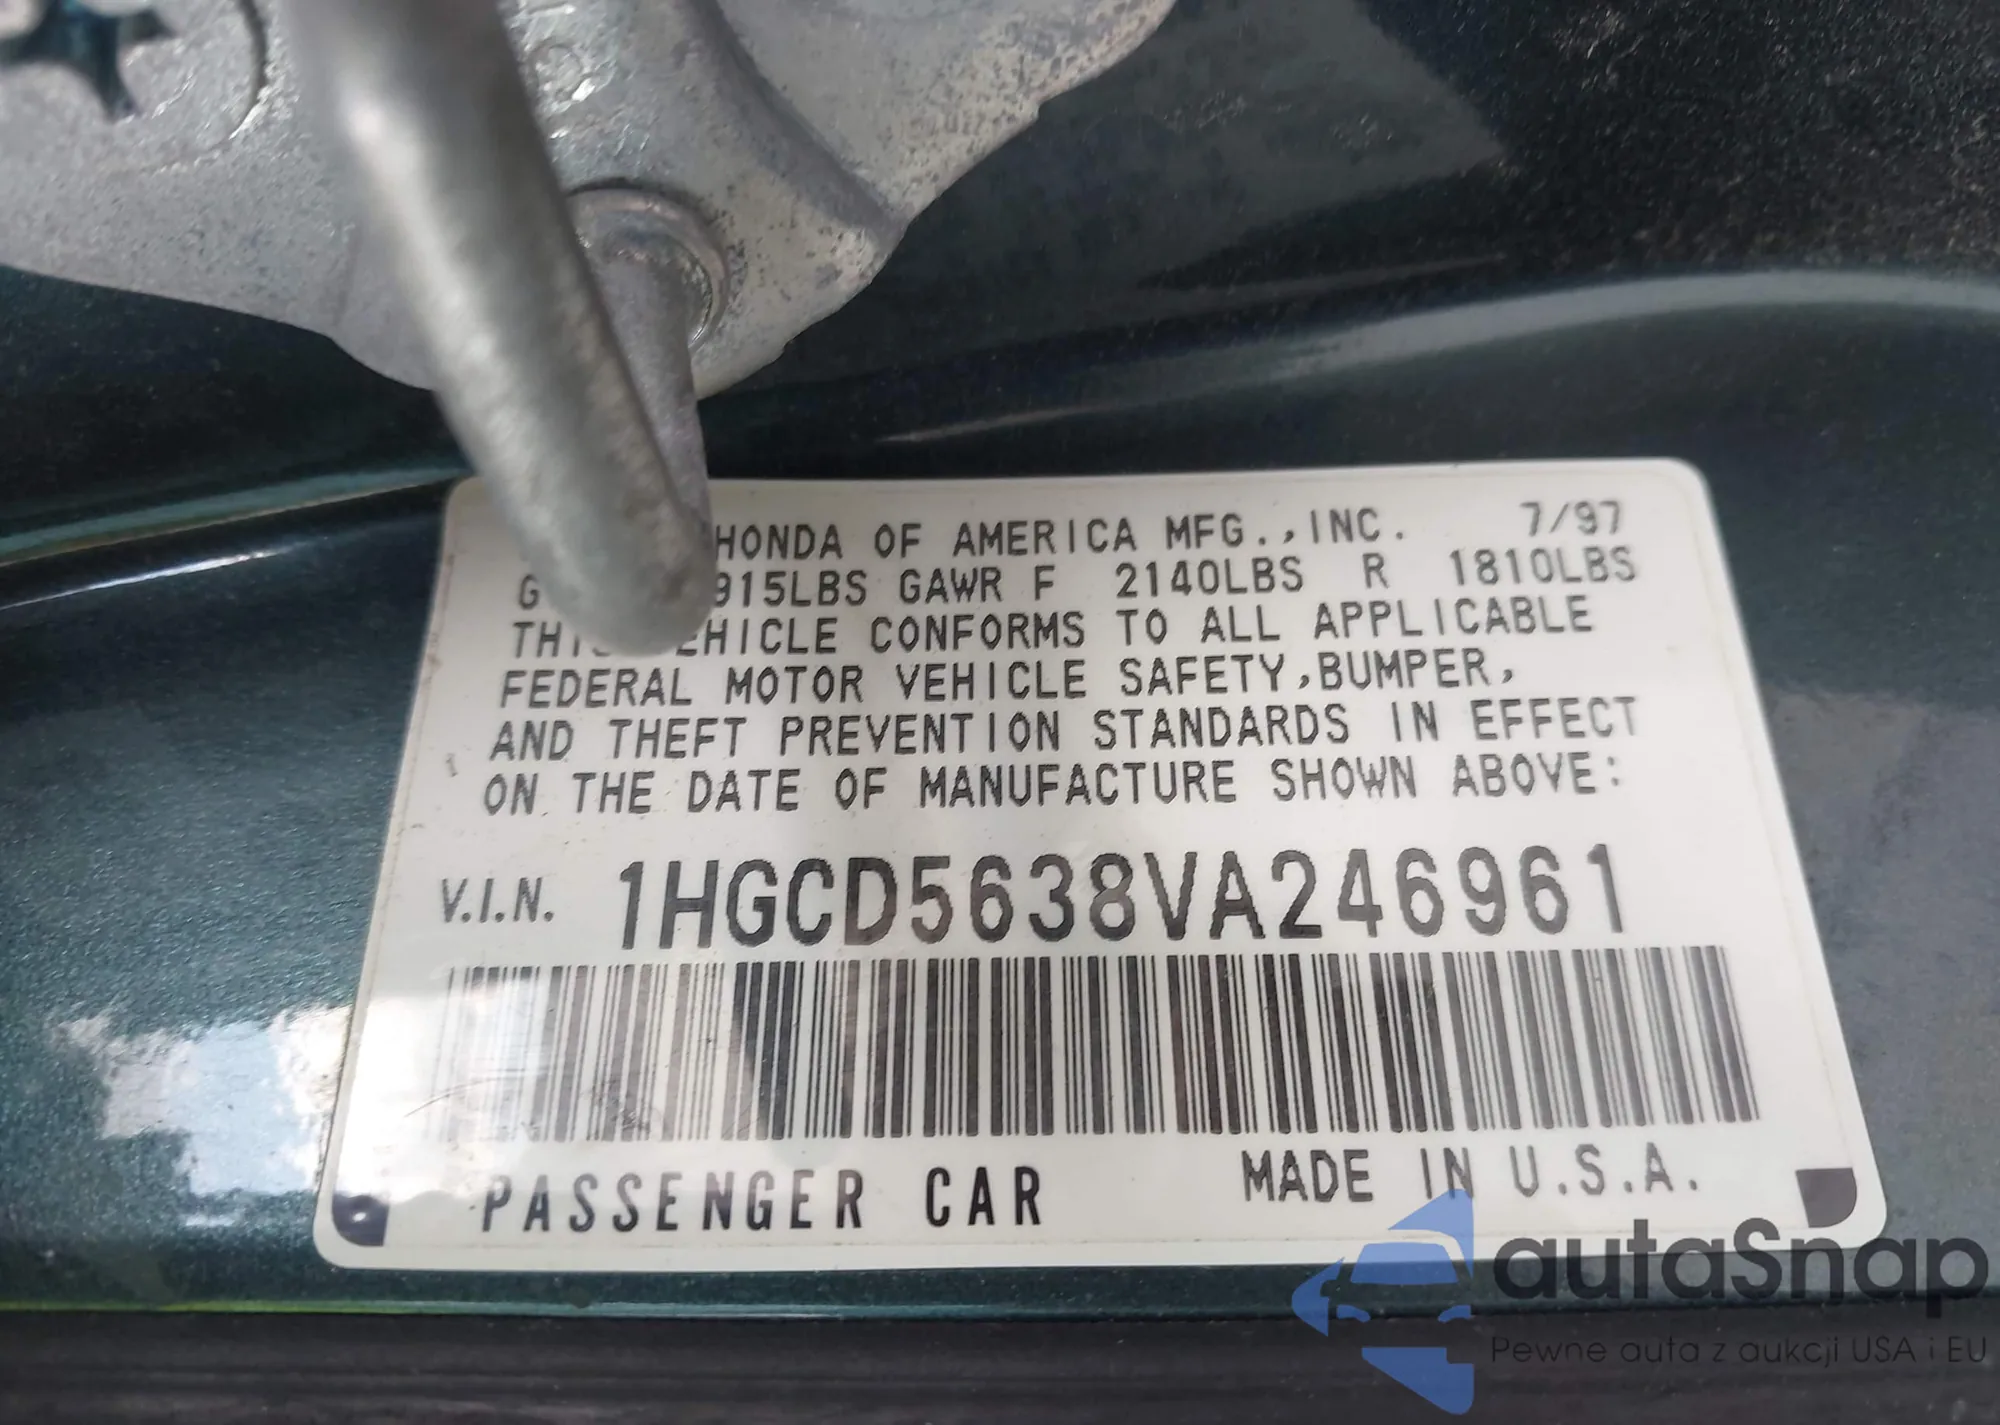 HONDA OF AMERICA MFG.,INC. 7/97
915LBS GAWR F 2140LBS R 1810LBS
CONFORMS TO ALL APPLICABLE
FEDERAL MOTOR VEHICLE SAFETY,BUMPER,
AND THEFT PREVENTION STANDARDS IN EFFECT
ON THE DATE OF MANUFACTURE SHOWN ABOVE:
V.I.N. 1HGCD5638VA246961
PASSENGER CAR MADE IN U.S.A.
autaSnap
Pewne auta z aukcji USA i EU